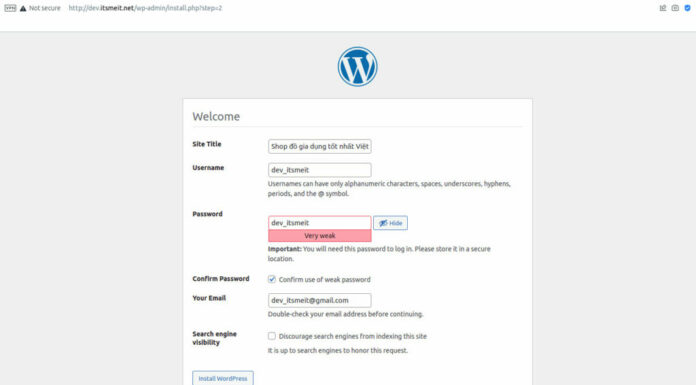 VPN Not secure http://dev.itsmeit.net/wp-admin/install.php?step=2
Welcome
Site Title Shop đồ gia dụng tốt nhất Việt
Username dev_itsmeit
Usernames can have only alphanumeric characters, spaces, underscores, hyphens,
periods, and the @ symbol.
Password dev_itsmeit Hide
Very weak
Important: You will need this password to log in. Please store it in a secure
location.
Confirm Password Confirm use of weak password
Your Email dev_itsmeit@gmail.com
Double-check your email address before continuing.
Search engine
visibility
Discourage search engines from indexing this site
It is up to search engines to honor this request.
Install WordPress